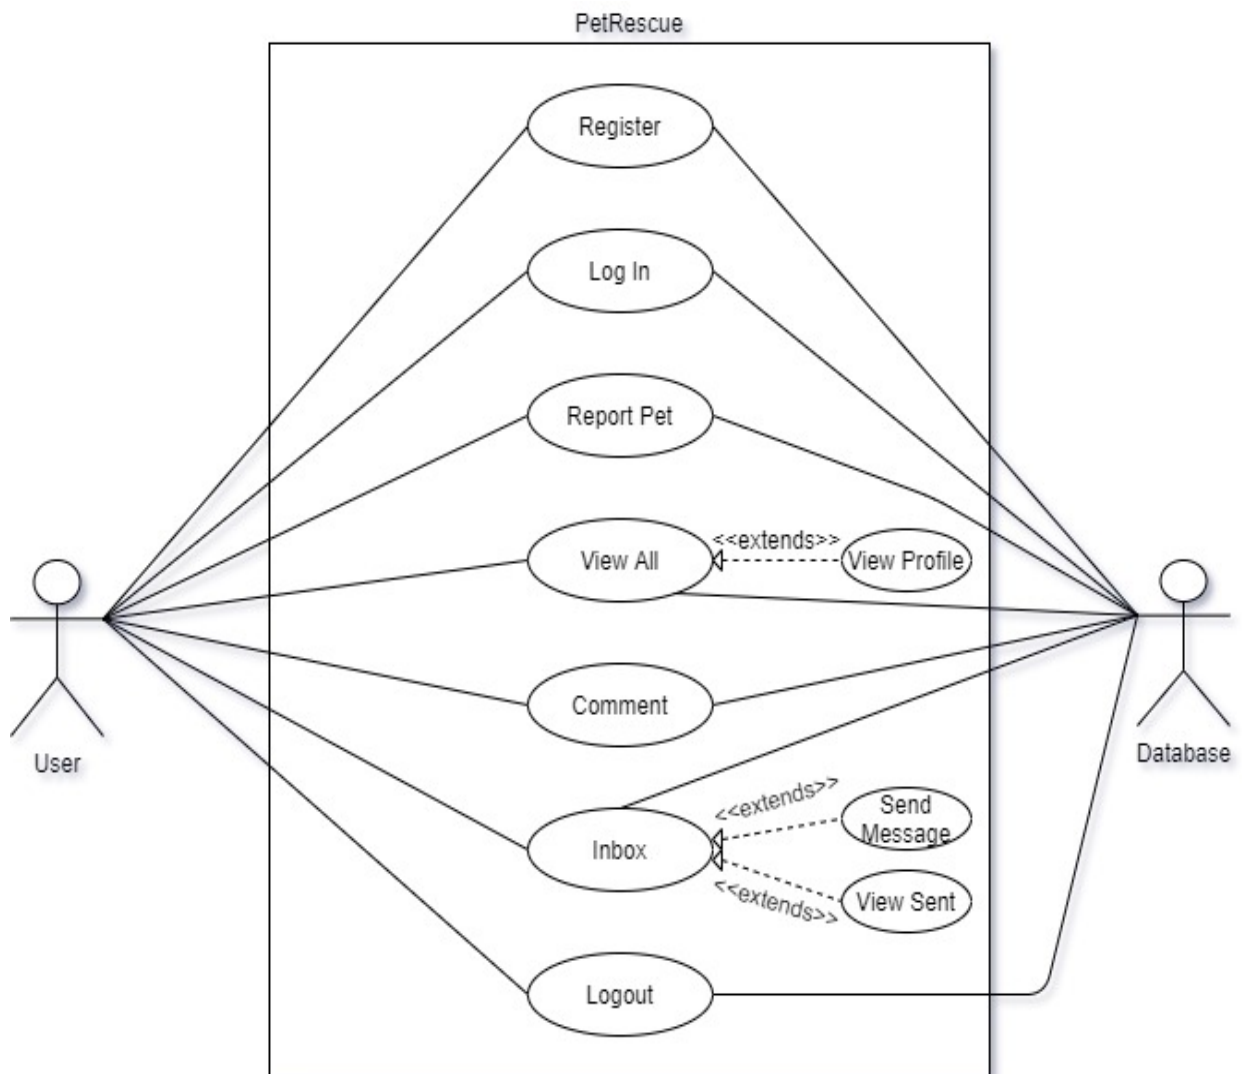 PetRescue
Register
Log In
Report Pet
View All
<<extends>>
View Profile
User
Comment
Database
Inbox
<<extends>>
Send
Message
<<extends>>
View Sent
Logout